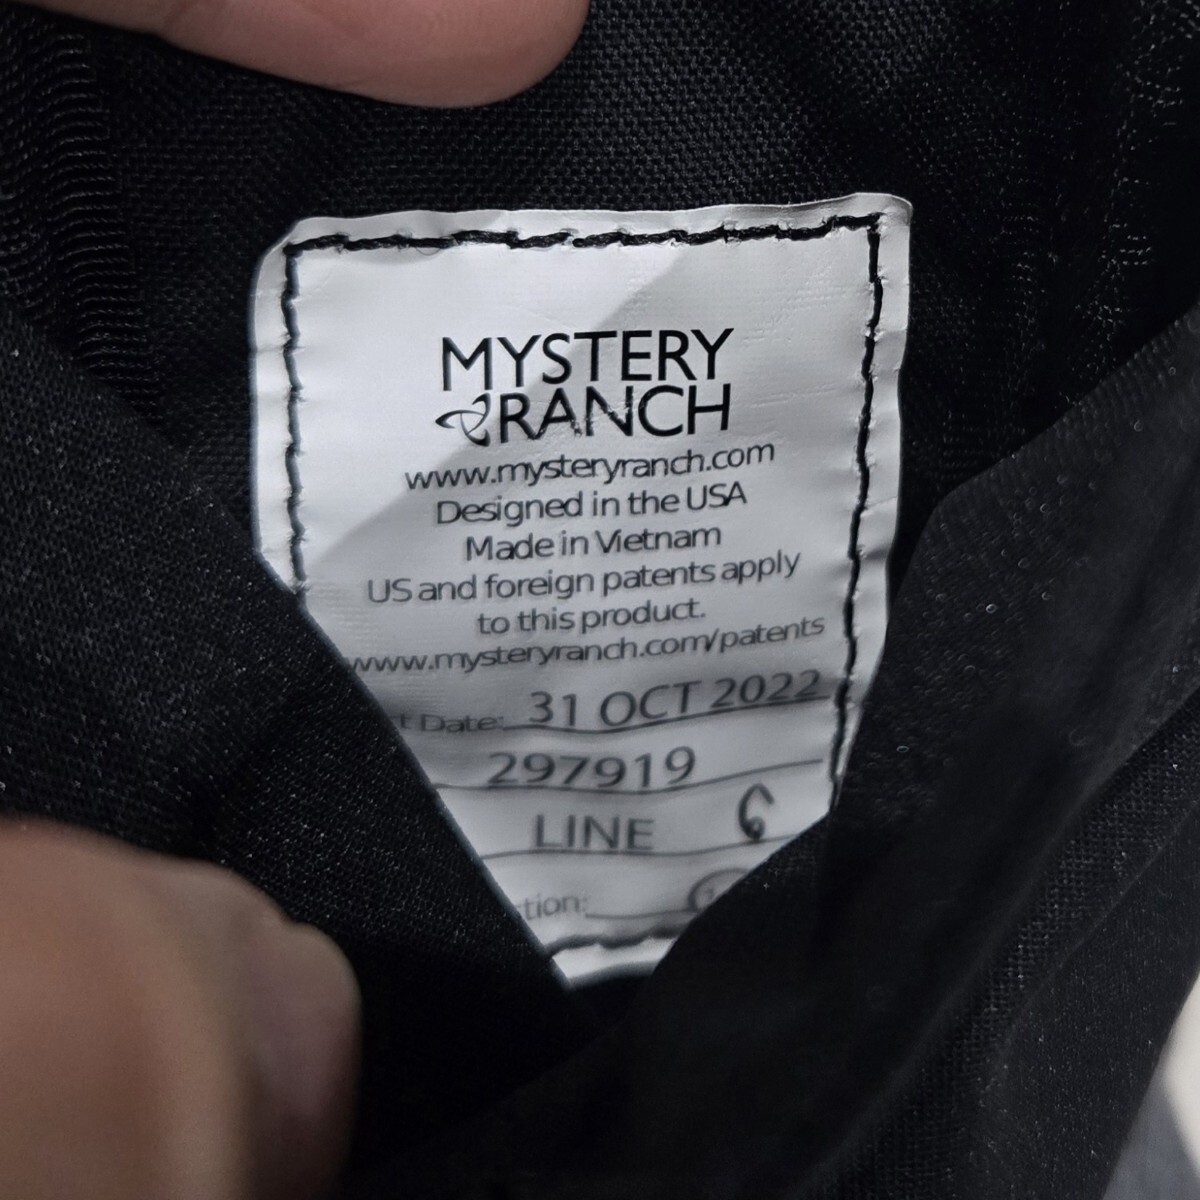 MYSTERY
RANCH
www.mysteryranch.com
Designed in the USA
Made in Vietnam
US and foreign patents apply
to this product.
www.mysteryranch.com/patents
t Date: 31 OCT 2022
297919
LINE 6
tion: